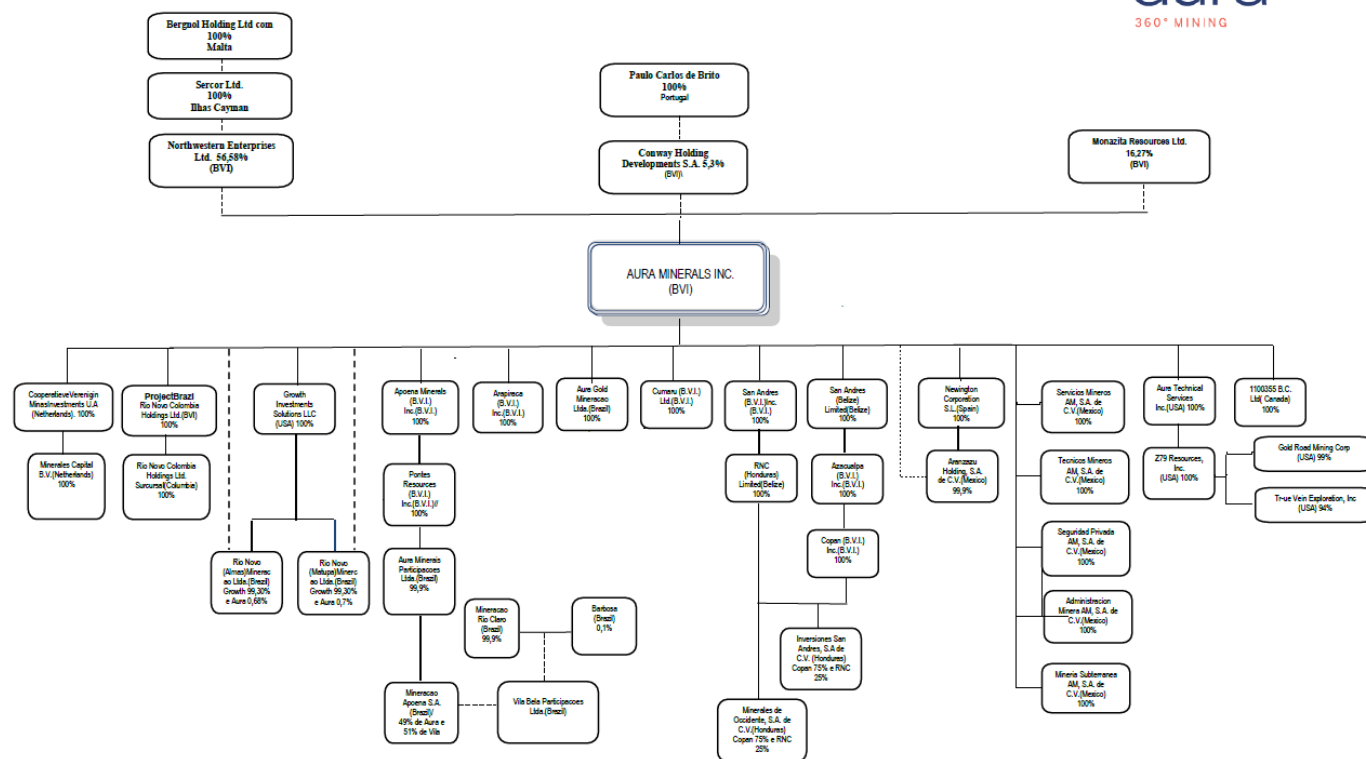 aura
360° MINING
Bergnol Holding Ltd com
100%
Malta
Sercor Ltd.
100%
Ilhas Cayman
Northwestern Enterprises
Ltd. 56,58%
(BVI)
Paulo Carlos de Brito
100%
Portugal
Conway Holding
Developments S.A. 5,3%
(BVI)\
Monazita Resources Ltd.
16,27%
(BVI)
AURA MINERALS INC.
(BVI)
CooperatieveVerenigin
MinasInvestments U.A
(Netherlands). 100%
Minerales Capital
B.V.(Netherlands)
100%
ProjectBrazl
Rio Novo Colombia
Holdings Ltd.(BVI)
100%
Rio Novo Colombia
Holdings Ltd.
Surcursal(Columbia)
100%
Growth
Investments
Solutions LLC
(USA) 100%
Rio Novo
(Almas)Minerac
ao Ltda.(Brazil)
Growth 99,30%
e Aura 0,68%
Rio Novo
(Matupa)Minerc
ao Ltda.(Brazil)
Growth 99,30%
e Aura 0,7%
Apoena Minerals
(B.V.I.)
Inc.(B.V.I.)
100%
Pontes
Resources
(B.V.I.)
Inc.(B.V.I.)//
100%
Aura Minerais
Participacoes
Ltda.(Brazil)
99,9%
Mineracao
Apoena S.A.
(Brazil)/
49% de Aura e
51% de Vila
Mineracao
Rio Claro
(Brazil)
99,9%
Barbosa
(Brazil)
0,1%
Vila Bela Participacoes
Ltda.(Brazil)
Arapiraca
(B.V.I.)
Inc.(B.V.I.)
100%
Aura Gold
Mineracao
Ltda.(Brazil)
100%
Cumaru (B.V.I.)
Ltd.(B.V.I.)
100%
San Andres
(B.V.I.)Inc.
(B.V.I.)
100%
RNC
(Honduras)
Limited(Belize)
100%
San Andres
(Belize)
Limited(Belize)
100%
Azacualpa
(B.V.I.)
Inc.(B.V.I.)
100%
Copan (B.V.I.)
Inc.(B.V.I.)
100%
Inversiones San
Andres, S.A de
C.V. (Honduras)
Copan 75% e RNC
25%
Minerales de
Occidente, S.A. de
C.V.(Honduras)
Copan 75% e RNC
25%
Newington
Corporation
S.L.(Spain)
100%
Aranzazu
Holding, S.A.
de C.V.(Mexico)
99,9%
Servicios Mineros
AM, S.A. de
C.V.(Mexico)
100%
Tecnicos Mineros
AM, S.A. de
C.V.(Mexico)
100%
Seguridad Privada
AM, S.A. de
C.V.(Mexico)
100%
Administracion
Minera AM, S.A. de
C.V.(Mexico)
100%
Mineria Subterranea
AM, S.A. de
C.V.(Mexico)
100%
Aura Technical
Services
Inc.(USA) 100%
Z79 Resources,
Inc.
(USA) 100%
1100355 B.C.
Ltd( Canada)
100%
Gold Road Mining Corp
(USA) 99%
Tr-ue Vein Exploration, Inc
(USA) 94%